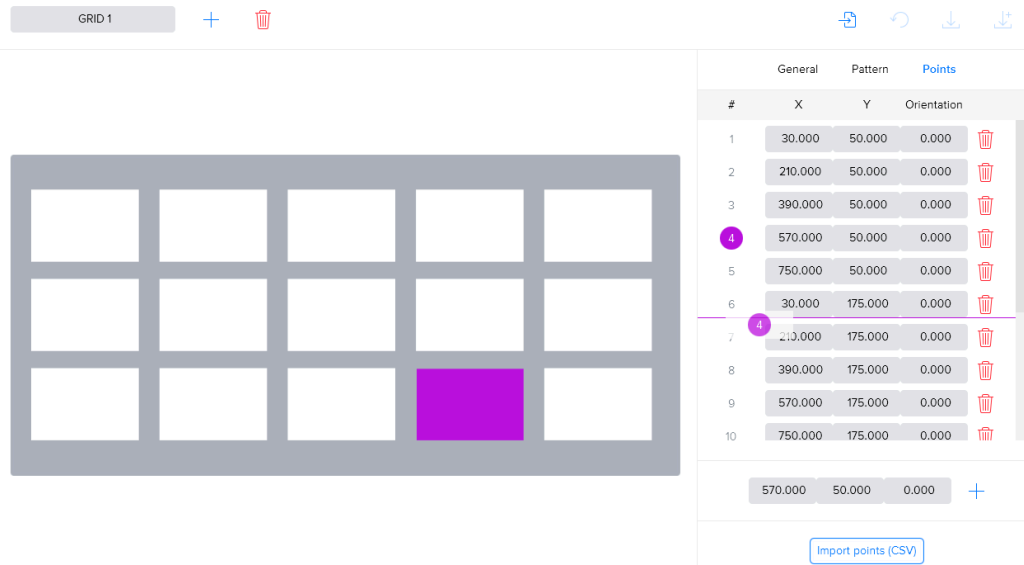 GRID 1
General Pattern Points
# X Y Orientation
1 30.000 50.000 0.000
2 210.000 50.000 0.000
3 390.000 50.000 0.000
4 570.000 50.000 0.000
5 750.000 50.000 0.000
6 30.000 175.000 0.000
4
7 210.000 175.000 0.000
8 390.000 175.000 0.000
9 570.000 175.000 0.000
10 750.000 175.000 0.000
570.000 50.000 0.000
Import points (CSV)